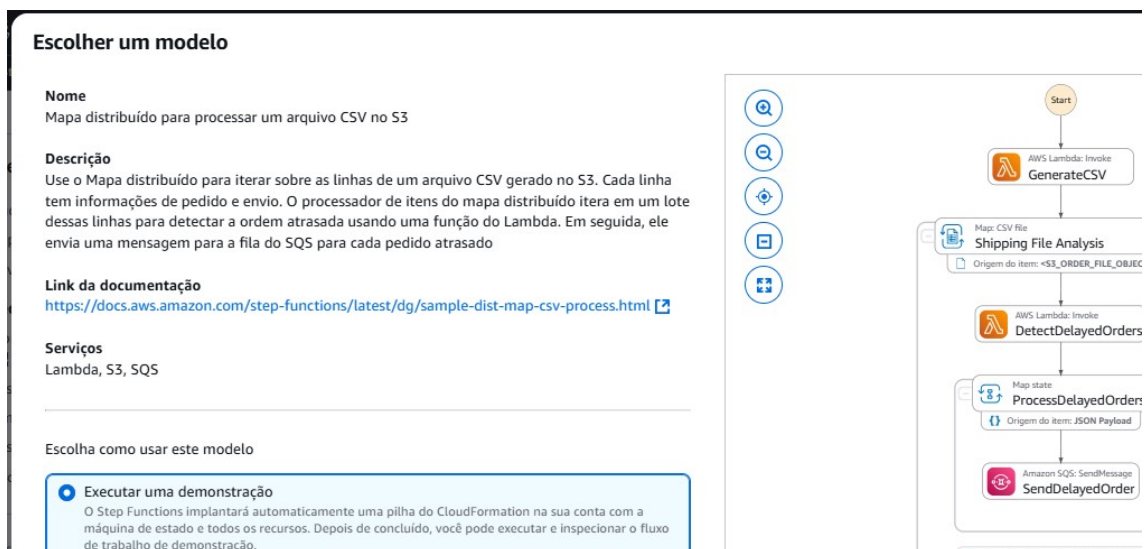 Escolher um modelo
Nome
Mapa distribuído para processar um arquivo CSV no S3
Descrição
Use o Mapa distribuído para iterar sobre as linhas de um arquivo CSV gerado no S3. Cada linha
tem informações de pedido e envio. O processador de itens do mapa distribuído itera em um lote
dessas linhas para detectar a ordem atrasada usando uma função do Lambda. Em seguida, ele
envia uma mensagem para a fila do SQS para cada pedido atrasado
Link da documentação
https://docs.aws.amazon.com/step-functions/latest/dg/sample-dist-map-csv-process.html
Serviços
Lambda, S3, SQS
Escolha como usar este modelo
Executar uma demonstração
O Step Functions implantará automaticamente uma pilha do CloudFormation na sua conta com a
máquina de estado e todos os recursos. Depois de concluído, você pode executar e inspecionar o fluxo
de trabalho de demonstração.
Start
AWS Lambda: Invoke
GenerateCSV
Map: CSV file
Shipping File Analysis
Origem do item: <S3_ORDER_FILE_OBJEC
AWS Lambda: Invoke
DetectDelayedOrders
Map state
ProcessDelayedOrders
Origem do item: JSON Payload
Amazon SQS: SendMessage
SendDelayedOrder